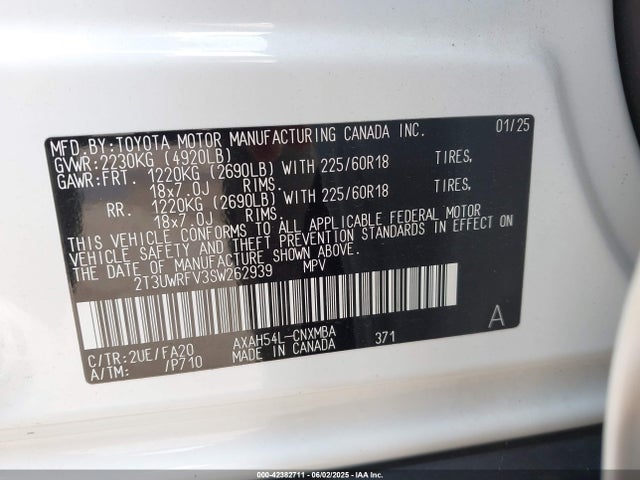 MFD.BY:TOYOTA MOTOR MANUFACTURING CANADA INC. 01/25
GVWR:2230KG (4920LB)
GAWR:FRT. 1220KG (2690LB) WITH 225/60R18 TIRES,
18x7.0J RIMS.
RR. 1220KG (2690LB) WITH 225/60R18 TIRES,
18x7.0J RIMS.
THIS VEHICLE CONFORMS TO ALL APPLICABLE FEDERAL MOTOR
VEHICLE SAFETY AND THEFT PREVENTION STANDARDS IN EFFECT ON
THE DATE OF MANUFACTURE SHOWN ABOVE.
2T3UWRFV3SW262939 MPV
C/TR:2UE/FA20 AXAH54L-CNXMBA 371 A
A/TM: /P710 MADE IN CANADA
000-42382711 - 06/02/2025 - IAA Inc.